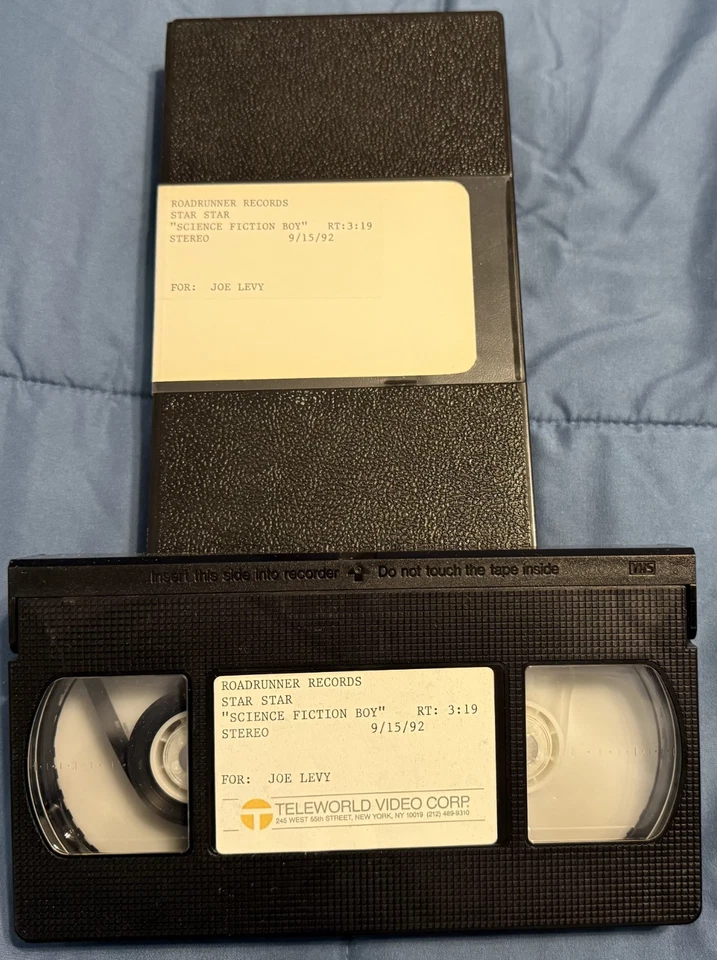 ROADRUNNER RECORDS
STAR STAR
"SCIENCE FICTION BOY" RT:3:19
STEREO 9/15/92
FOR: JOE LEVY
Insert this side into recorder Do not touch the tape inside VHS
ROADRUNNER RECORDS
STAR STAR
"SCIENCE FICTION BOY" RT: 3:19
STEREO 9/15/92
FOR: JOE LEVY
TELEWORLD VIDEO CORP.
245 WEST 55th STREET, NEW YORK, NY 10019 (212) 489-9310